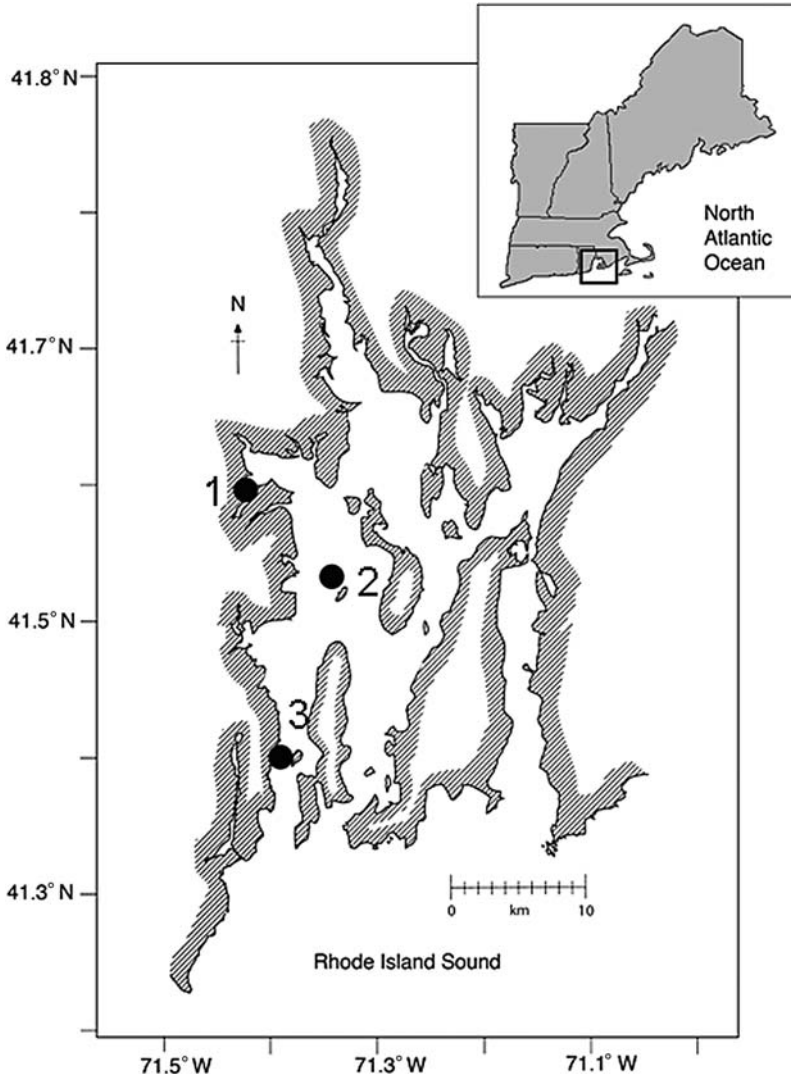 41.8°N
North
Atlantic
Ocean
N
41.7°N
1
2
41.5°N
3
41.3°N
0 km 10
Rhode Island Sound
71.5°W 71.3°W 71.1°W